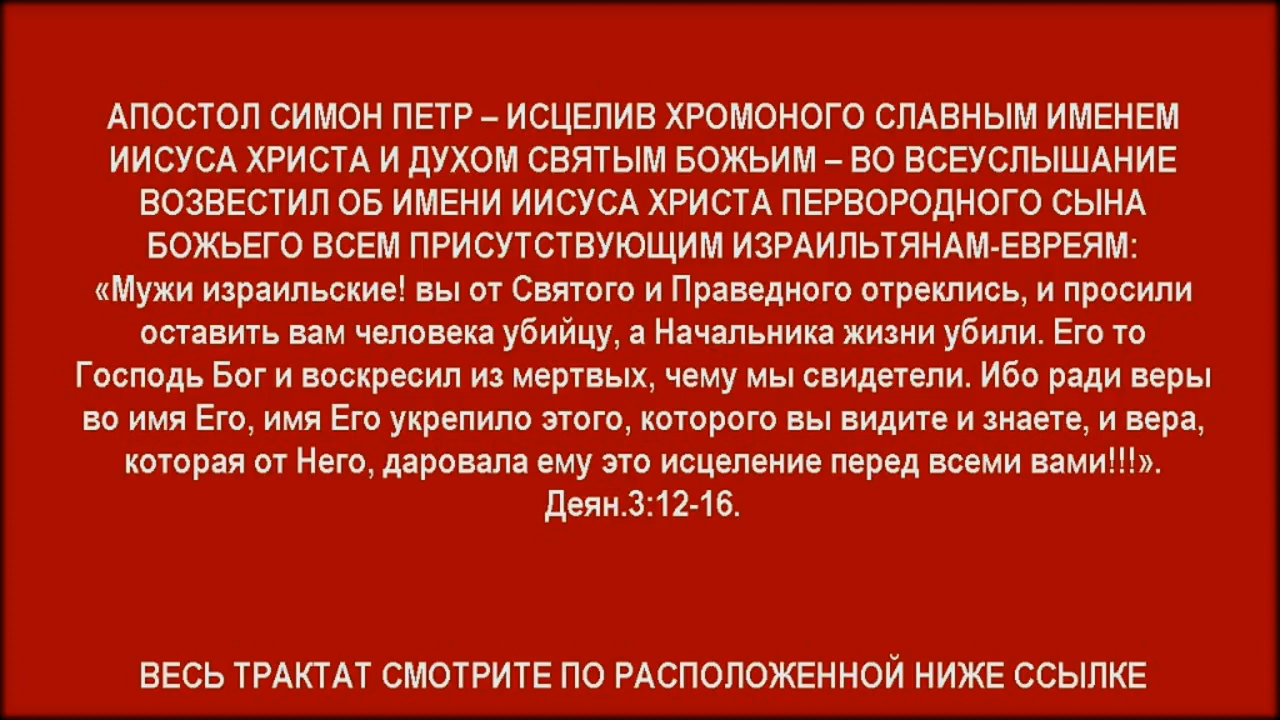 АПОСТОЛ СИМОН ПЕТР – ИСЦЕЛИВ ХРОМОНОГО СЛАВНЫМ ИМЕНЕМ
ИИСУСА ХРИСТА И ДУХОМ СВЯТЫМ БОЖЬИМ – ВО ВСЕУСЛЫШАНИЕ
ВОЗВЕСТИЛ ОБ ИМЕНИ ИИСУСА ХРИСТА ПЕРВОРОДНОГО СЫНА
БОЖЬЕГО ВСЕМ ПРИСУТСТВУЮЩИМ ИЗРАИЛЬТЯНАМ-ЕВРЕЯМ:
«Мужи израильские! вы от Святого и Праведного отреклись, и просили
оставить вам человека убийцу, а Начальника жизни убили. Его то
Господь Бог и воскресил из мертвых, чему мы свидетели. Ибо ради веры
во имя Его, имя Его укрепило этого, которого вы видите и знаете, и вера,
которая от Него, даровала ему это исцеление перед всеми вами!!!».
Деян.3:12-16.
ВЕСЬ ТРАКТАТ СМОТРИТЕ ПО РАСПОЛОЖЕННОЙ НИЖЕ ССЫЛКЕ